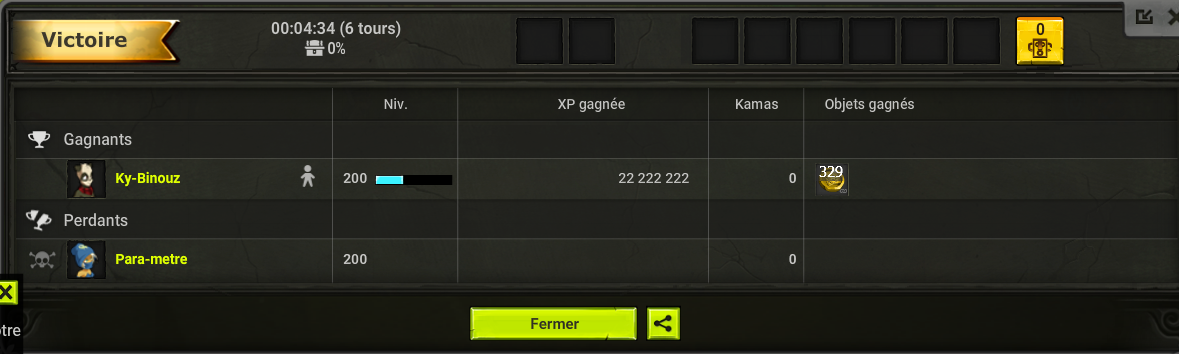 Victoire
00:04:34 (6 tours)
0%
0
Niv.
XP gagnée
Kamas
Objets gagnés
Gagnants
Ky-Binouz
200
22 222 222
0
329
Perdants
Para-metre
200
0
Fermer
otre